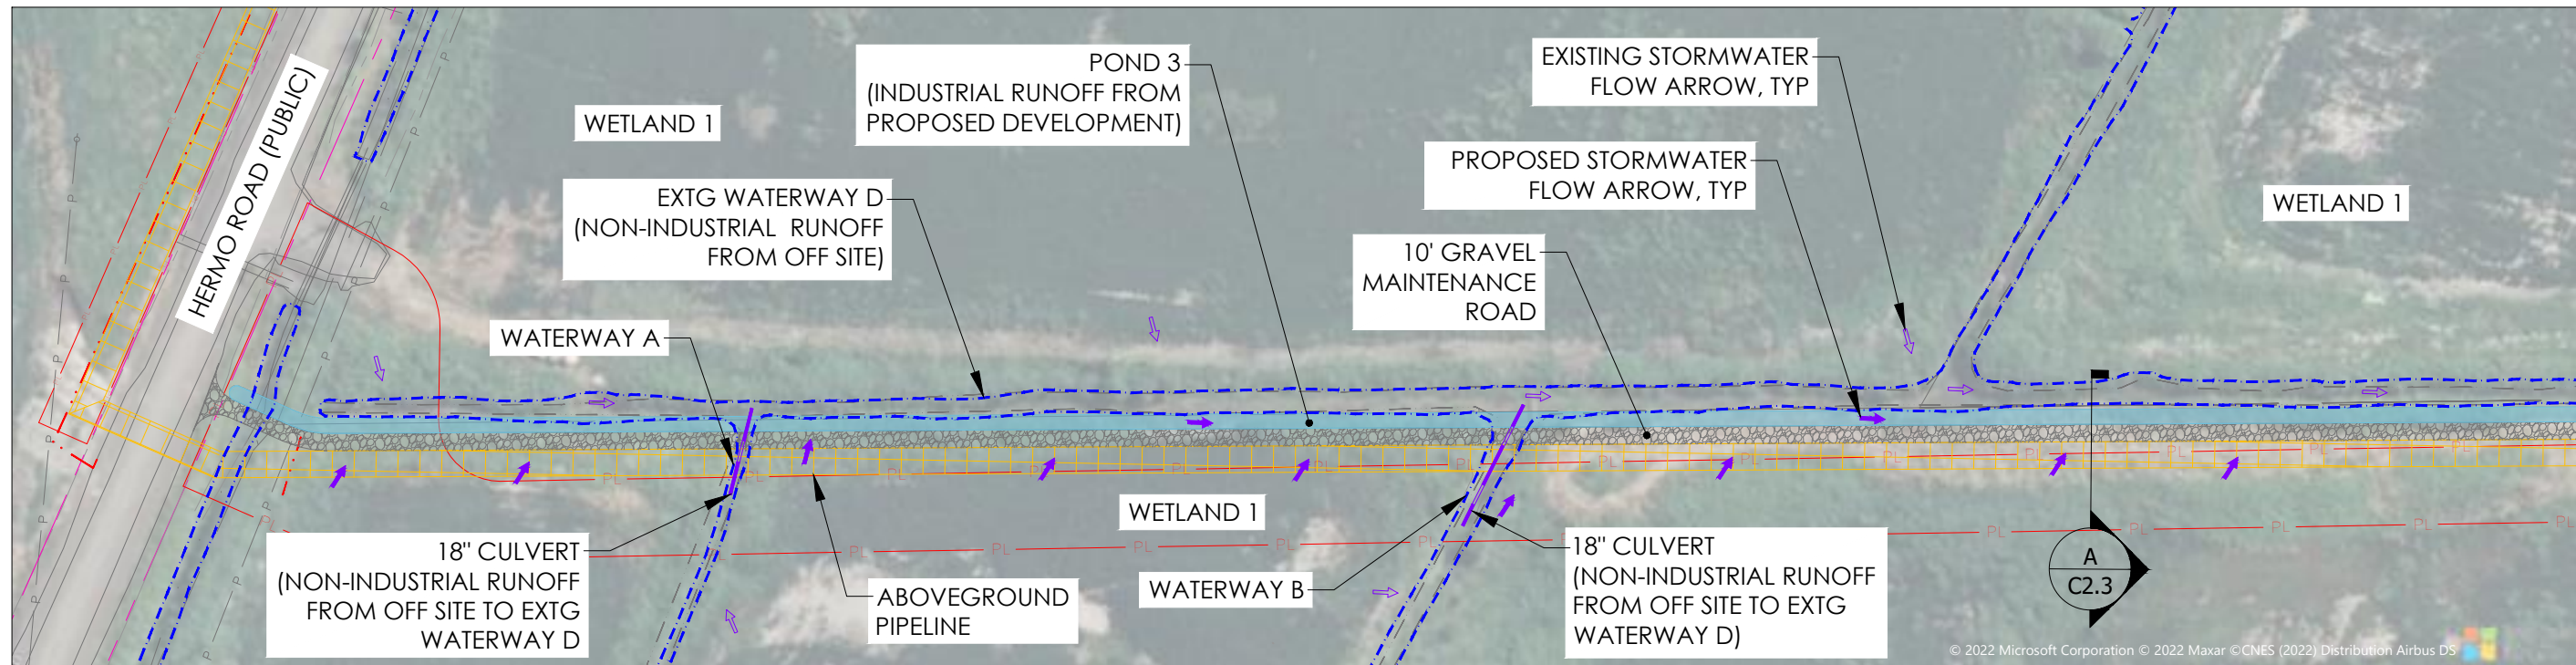 HERMO ROAD (PUBLIC)
WETLAND 1
POND 3
(INDUSTRIAL RUNOFF FROM
PROPOSED DEVELOPMENT)
EXISTING STORMWATER
FLOW ARROW, TYP
PROPOSED STORMWATER
FLOW ARROW, TYP
WETLAND 1
EXTG WATERWAY D
(NON-INDUSTRIAL RUNOFF
FROM OFF SITE)
10' GRAVEL
MAINTENANCE
ROAD
WATERWAY A
WETLAND 1
18" CULVERT
(NON-INDUSTRIAL RUNOFF
FROM OFF SITE TO EXTG
WATERWAY D
ABOVEGROUND
PIPELINE
WATERWAY B
18" CULVERT
(NON-INDUSTRIAL RUNOFF
FROM OFF SITE TO EXTG
WATERWAY D)
A
C2.3
© 2022 Microsoft Corporation © 2022 Maxar ©CNES (2022) Distribution Airbus DS